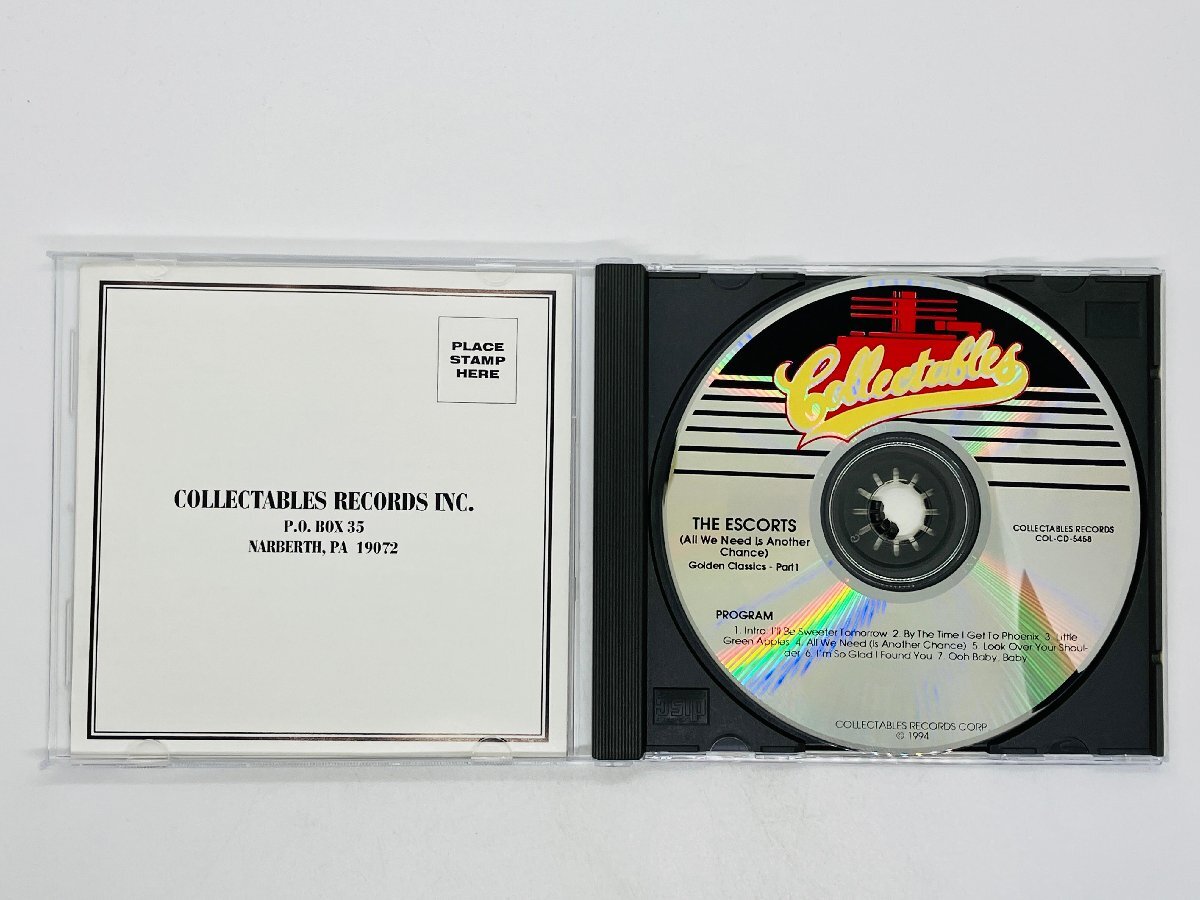 PLACE
STAMP
HERE
COLLECTABLES RECORDS INC.
P.O. BOX 35
NARBERTH, PA 19072
Collectables
THE ESCORTS
(All We Need Is Another
Chance)
Golden Classics - Part I
COLLECTABLES RECORDS
COL-CD-5458
PROGRAM
1. Intro: I'll Be Sweeter Tomorrow 2. By The Time I Get To Phoenix 3. Little
Green Apples 4. All We Need (Is Another Chance) 5. Look Over Your Shoul-
der 6. I'm So Glad I Found You 7. Ooh Baby, Baby
COLLECTABLES RECORDS CORP.
© 1994
disc